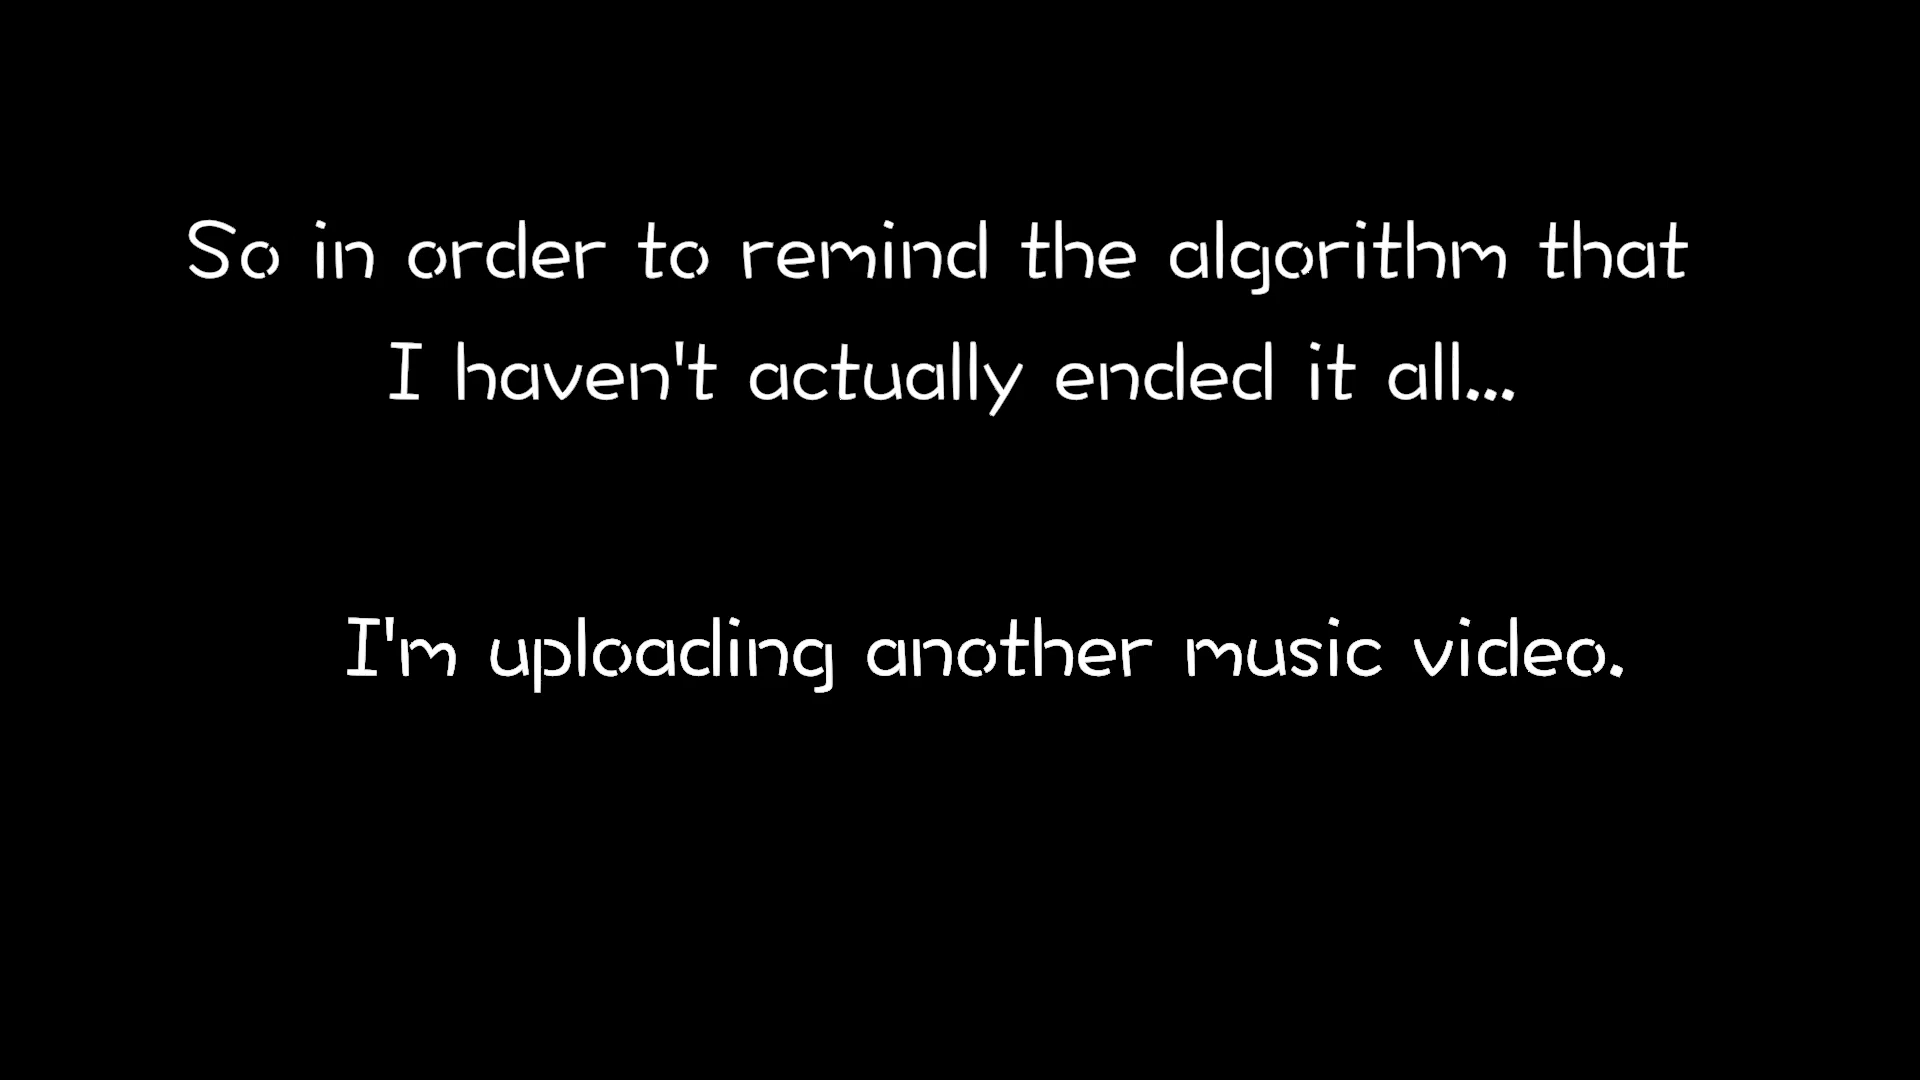 So in order to remind the algorithm that
I haven't actually ended it all...
I'm uploading another music video.